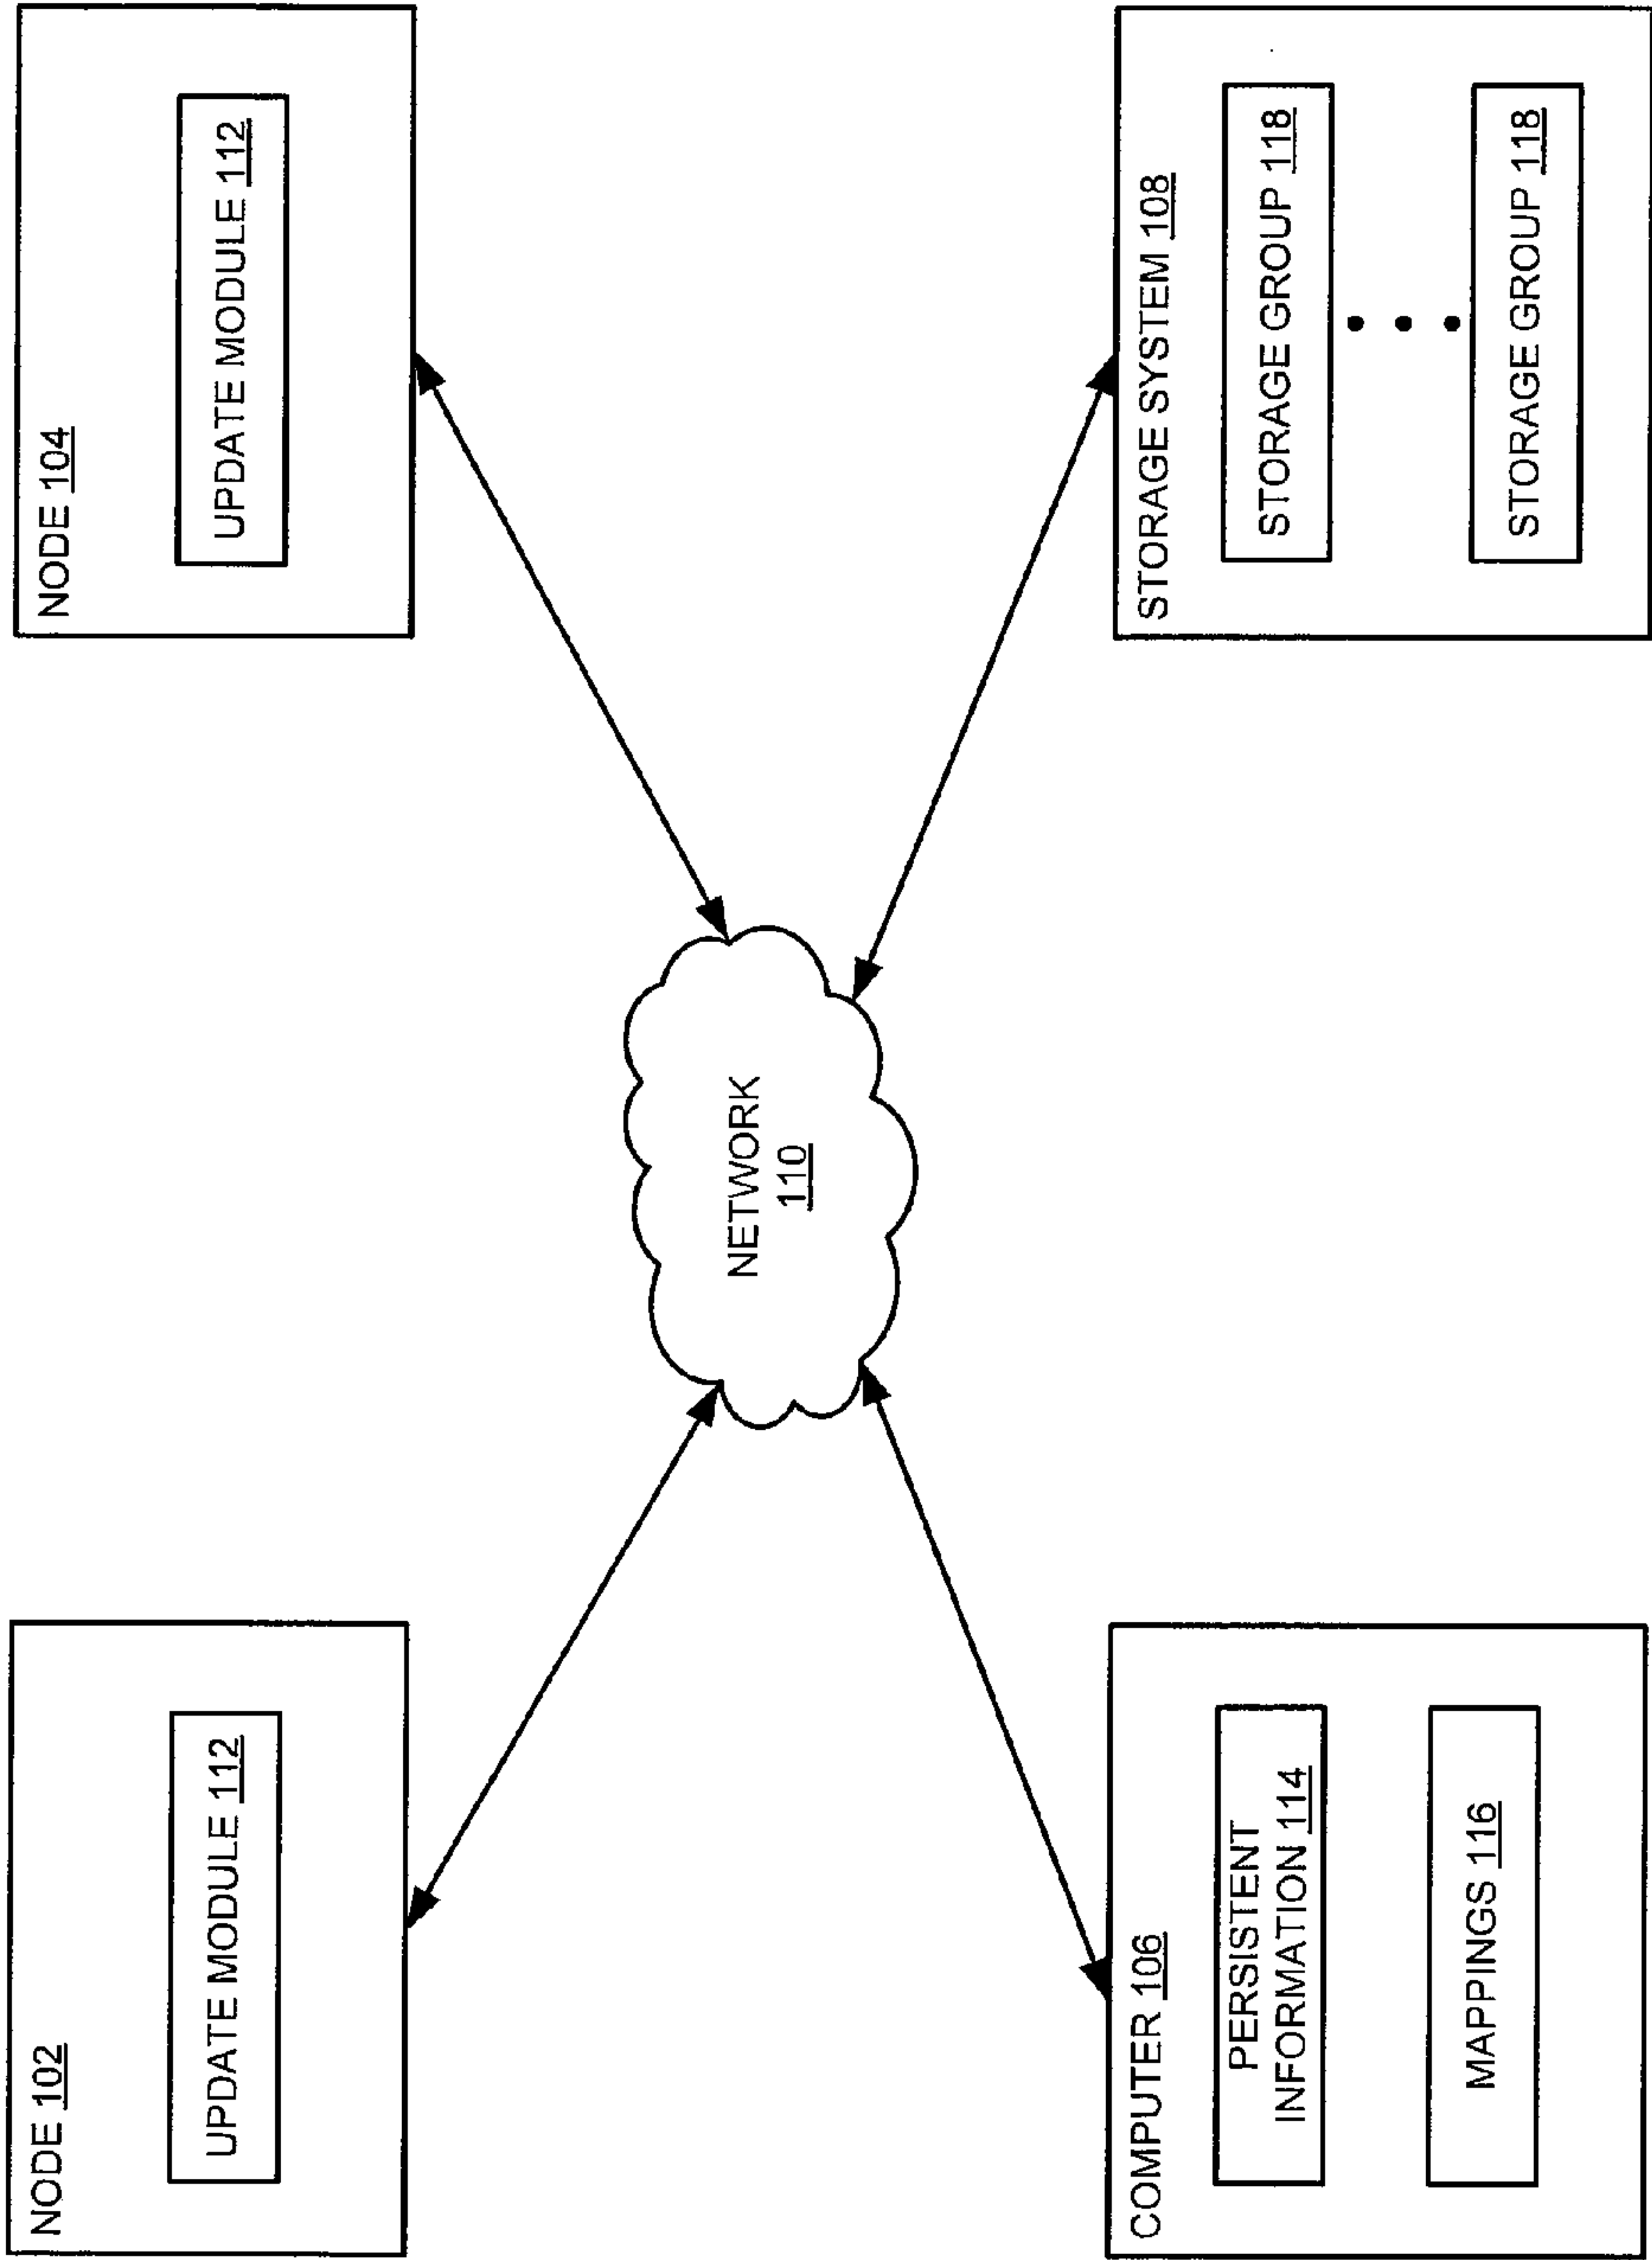 NODE 102
UPDATE MODULE 112
NODE 104
UPDATE MODULE 112
NETWORK
110
COMPUTER 106
PERSISTENT
INFORMATION 114
MAPPINGS 116
STORAGE SYSTEM 108
STORAGE GROUP 118
STORAGE GROUP 118